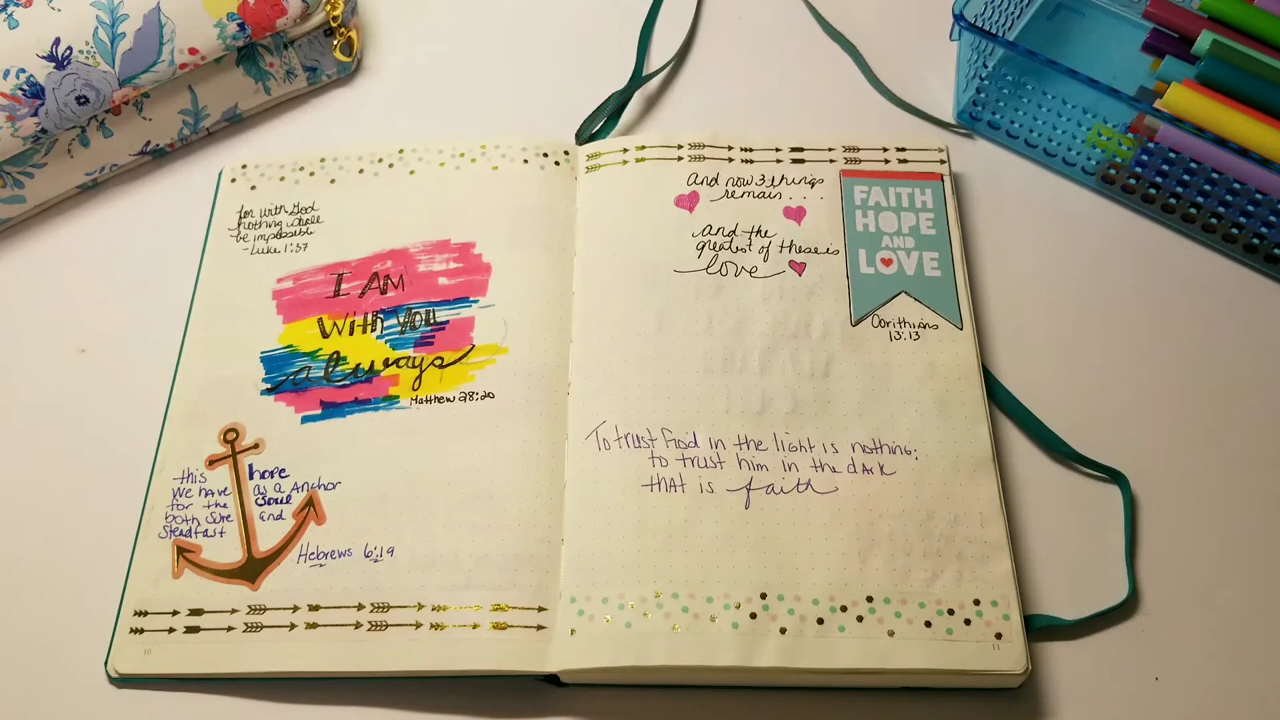 for with God
nothing shall
be impossible
-Luke 1:37
I AM
With You
always
Matthew 28:20
this hope
We have as a Anchor
for the Soul
both sure and
Steadfast
Hebrews 6:19
10
And now 3 things
remain...
And the
greatest of these is
love
FAITH
HOPE
AND
LOVE
Corithians
13:13
To trust God in the light is nothing;
to trust him in the dark
THAT is faith
11